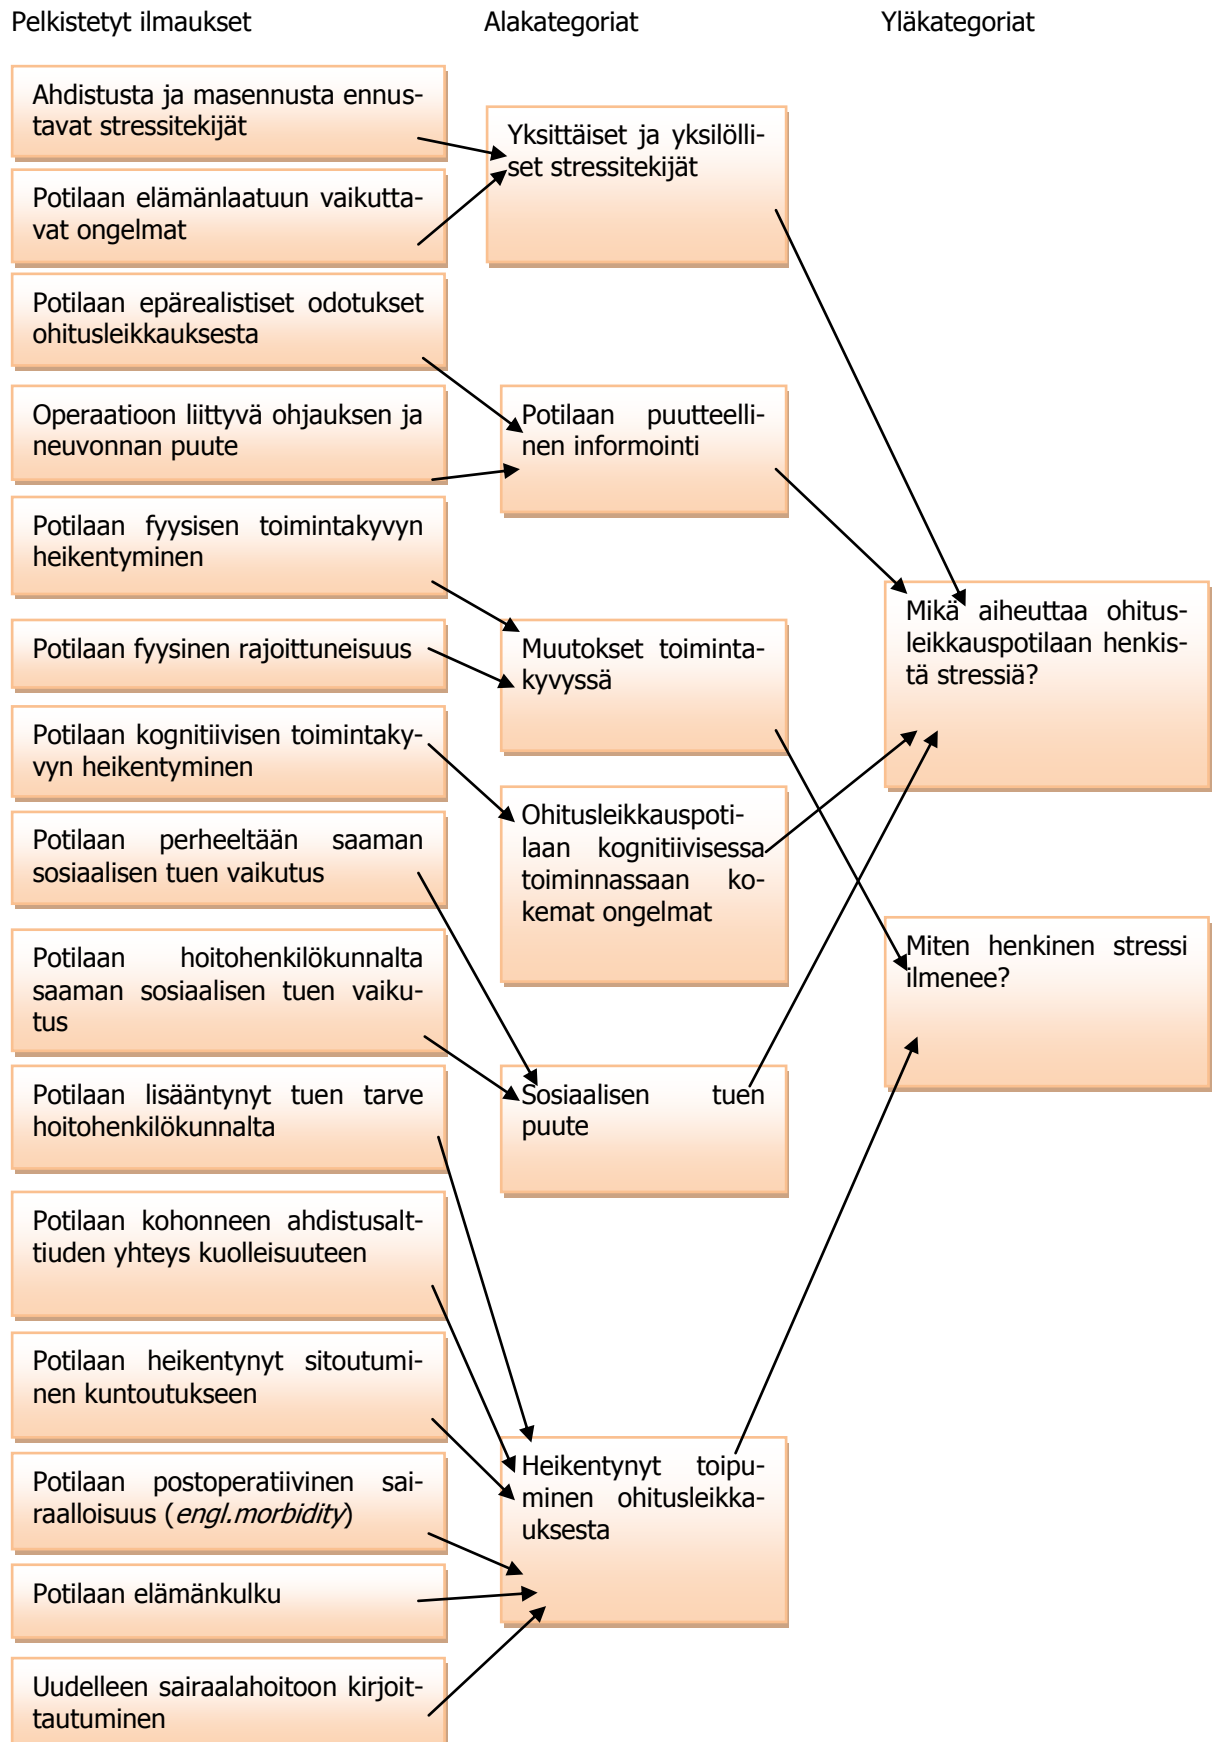 Pelkistetyt ilmaukset
Alakategoriat
Yläkategoriat
Ahdistusta ja masennusta ennus-
tavat stressitekijät
Potilaan elämänlaatuun vaikutta-
vat ongelmat
Potilaan epärealistiset odotukset
ohitusleikkauksesta
Operaatioon liittyvä ohjauksen ja
neuvonnan puute
Potilaan fyysisen toimintakyvyn
heikentyminen
Potilaan fyysinen rajoittuneisuus
Potilaan kognitiivisen toimintaky-
vyn heikentyminen
Potilaan perheeltään saaman
sosiaalisen tuen vaikutus
Potilaan hoitohenkilökunnalta
saaman sosiaalisen tuen vaiku-
tus
Potilaan lisääntynyt tuen tarve
hoitohenkilökunnalta
Potilaan kohonneen ahdistusalt-
tiuden yhteys kuolleisuuteen
Potilaan heikentynyt sitoutumi-
nen kuntoutukseen
Potilaan postoperatiivinen sai-
raalloisuus (engl.morbidity)
Potilaan elämänkulku
Uudelleen sairaalahoitoon kirjoit-
tautuminen
Yksittäiset ja yksilölli-
set stressitekijät
Potilaan puutteelli-
nen informointi
Muutokset toiminta-
kyvyssä
Ohitusleikkauspoti-
laan kognitiivisessa
toiminnassaan ko-
kemat ongelmat
Sosiaalisen tuen
puute
Heikentynyt toipu-
minen ohitusleikka-
uksesta
Mikä aiheuttaa ohitus-
leikkauspotilaan henkis-
tä stressiä?
Miten henkinen stressi
ilmenee?